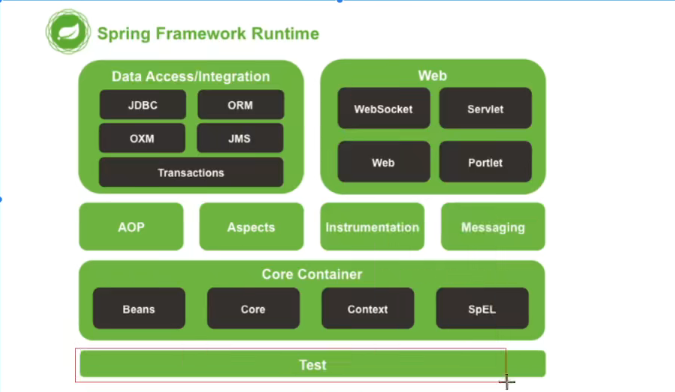 Spring Framework Runtime
Data Access/Integration
JDBC ORM
OXM JMS
Transactions
Web
WebSocket Servlet
Web Portlet
AOP Aspects Instrumentation Messaging
Core Container
Beans Core Context SpEL
Test